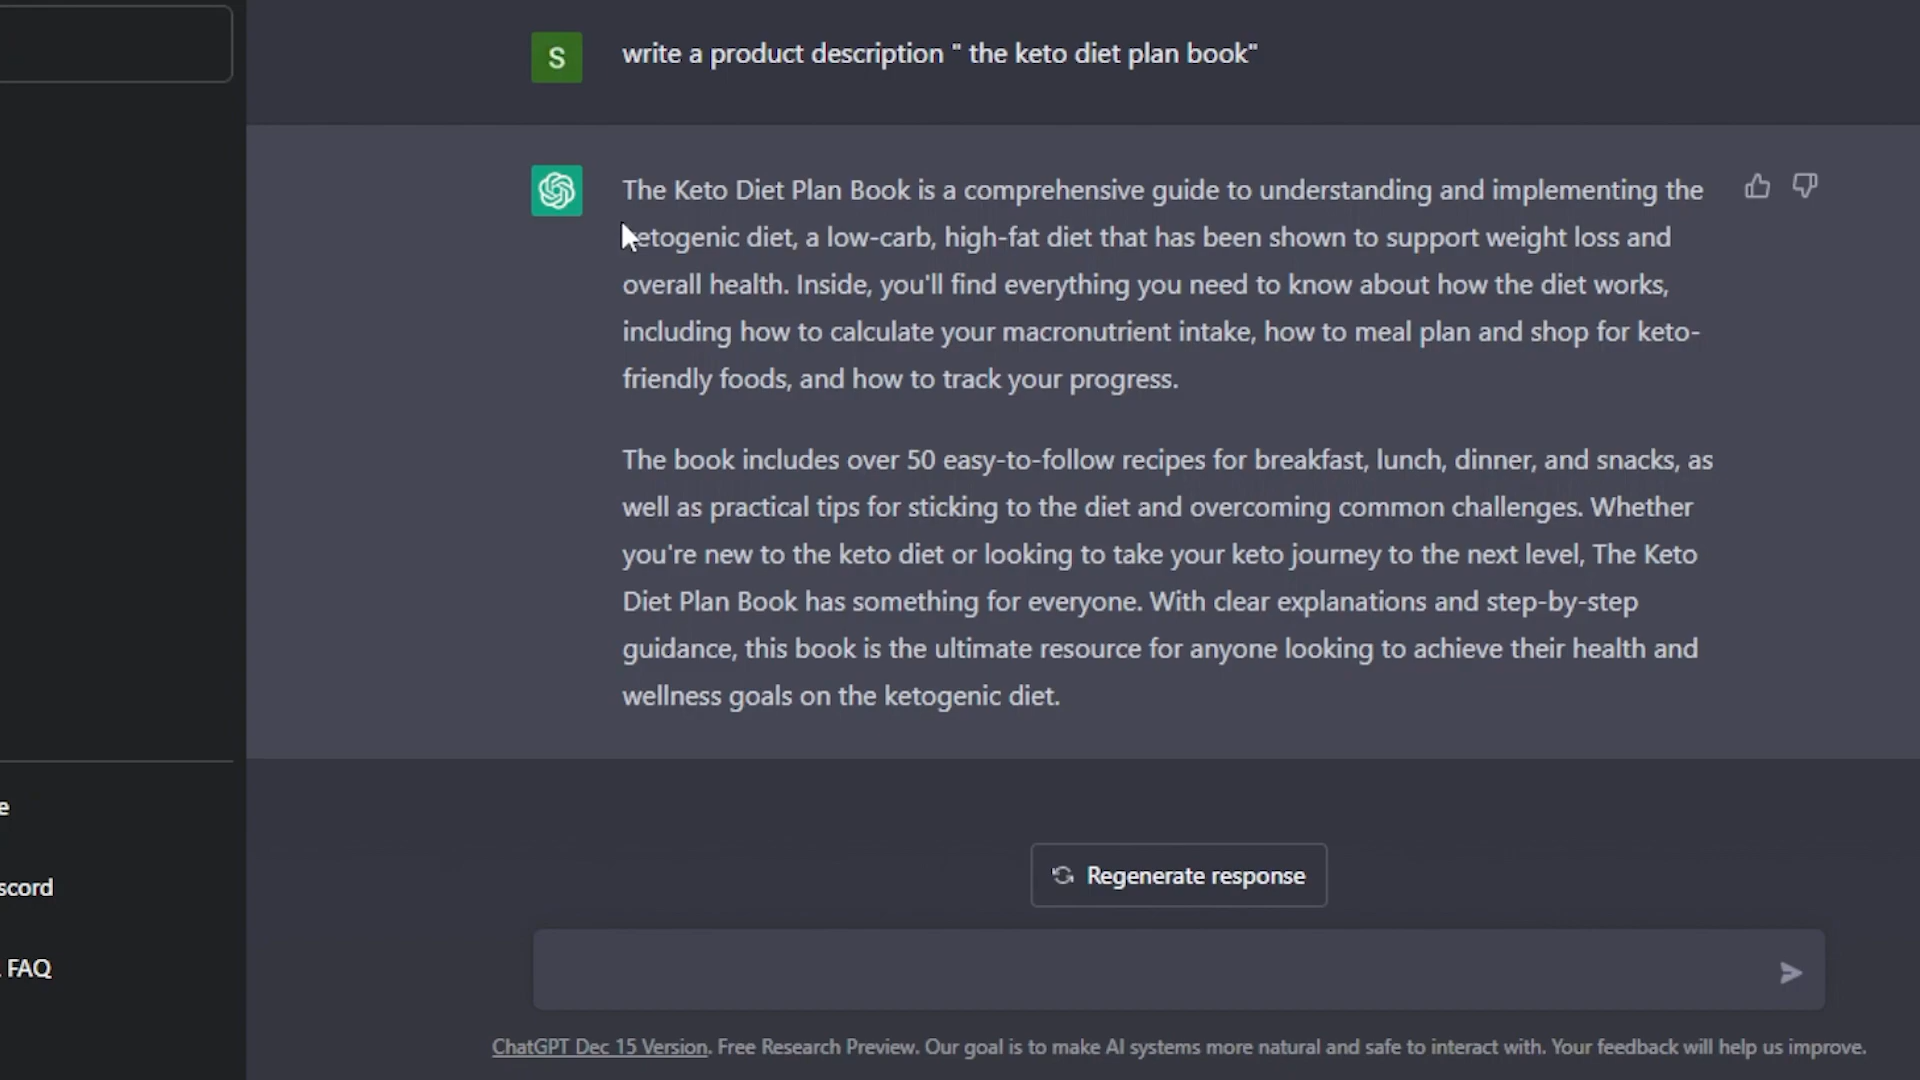 S
write a product description " the keto diet plan book"
The Keto Diet Plan Book is a comprehensive guide to understanding and implementing the
ketogenic diet, a low-carb, high-fat diet that has been shown to support weight loss and
overall health. Inside, you'll find everything you need to know about how the diet works,
including how to calculate your macronutrient intake, how to meal plan and shop for keto-
friendly foods, and how to track your progress.
The book includes over 50 easy-to-follow recipes for breakfast, lunch, dinner, and snacks, as
well as practical tips for sticking to the diet and overcoming common challenges. Whether
you're new to the keto diet or looking to take your keto journey to the next level, The Keto
Diet Plan Book has something for everyone. With clear explanations and step-by-step
guidance, this book is the ultimate resource for anyone looking to achieve their health and
wellness goals on the ketogenic diet.
e
scord
FAQ
Regenerate response
ChatGPT Dec 15 Version. Free Research Preview. Our goal is to make AI systems more natural and safe to interact with. Your feedback will help us improve.